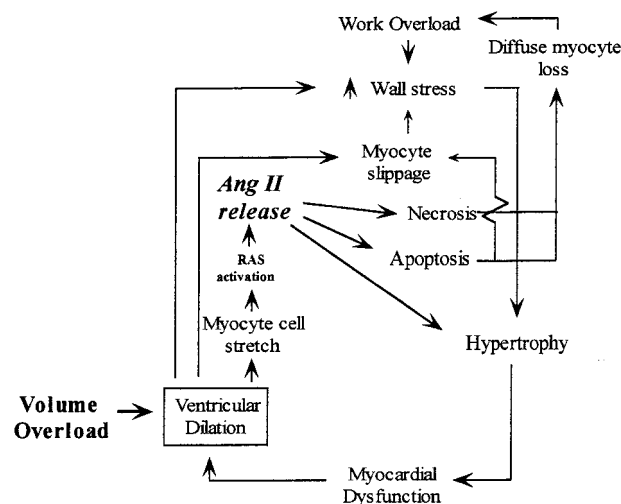 Work Overload
Diffuse myocyte
loss
Wall stress
Myocyte
slippage
Ang II
release
Necrosis
RAS
activation
Apoptosis
Myocyte cell
stretch
Hypertrophy
Volume
Overload
Ventricular
Dilation
Myocardial
Dysfunction